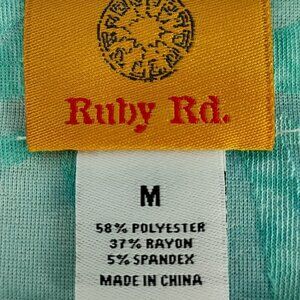 Ruby Rd.
M
58% POLYESTER
37% RAYON
5% SPANDEX
MADE IN CHINA